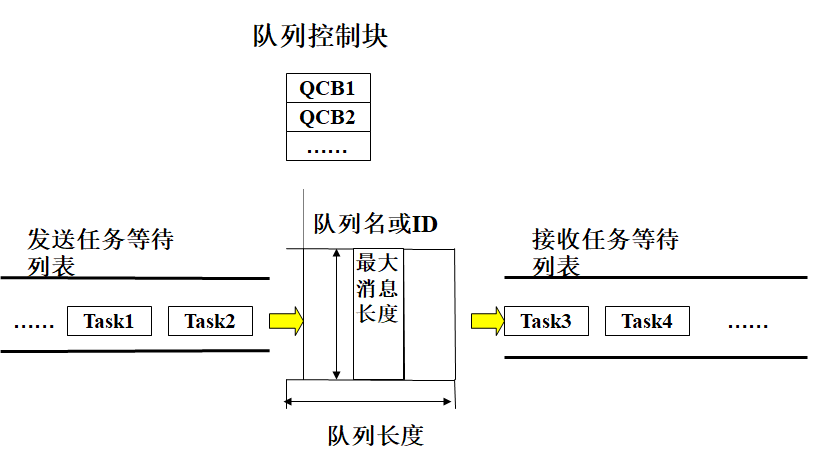 队列控制块
QCB1
QCB2
……
队列名或ID
发送任务等待
列表
接收任务等待
列表
最大
消息
长度
…… Task1 Task2
Task3 Task4 ……
队列长度